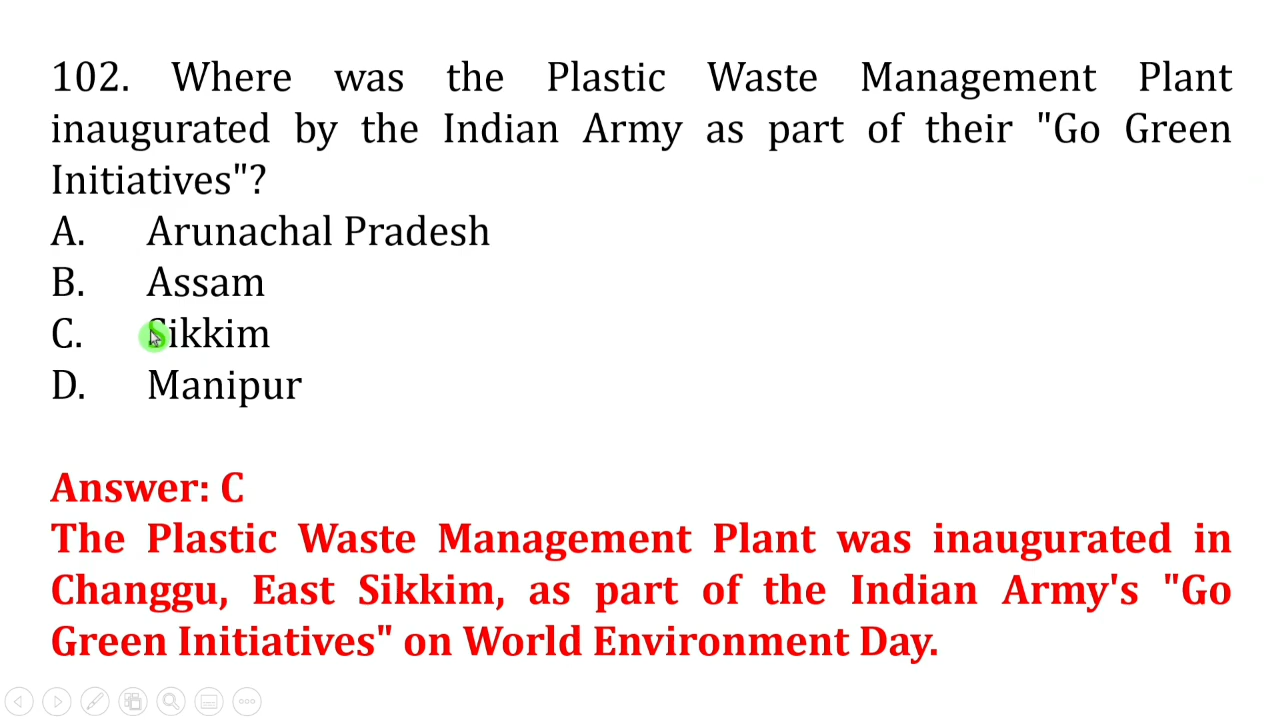 102. Where was the Plastic Waste Management Plant
inaugurated by the Indian Army as part of their "Go Green
Initiatives"?
A. Arunachal Pradesh
B. Assam
C. Sikkim
D. Manipur
Answer: C
The Plastic Waste Management Plant was inaugurated in
Changgu, East Sikkim, as part of the Indian Army's "Go
Green Initiatives" on World Environment Day.